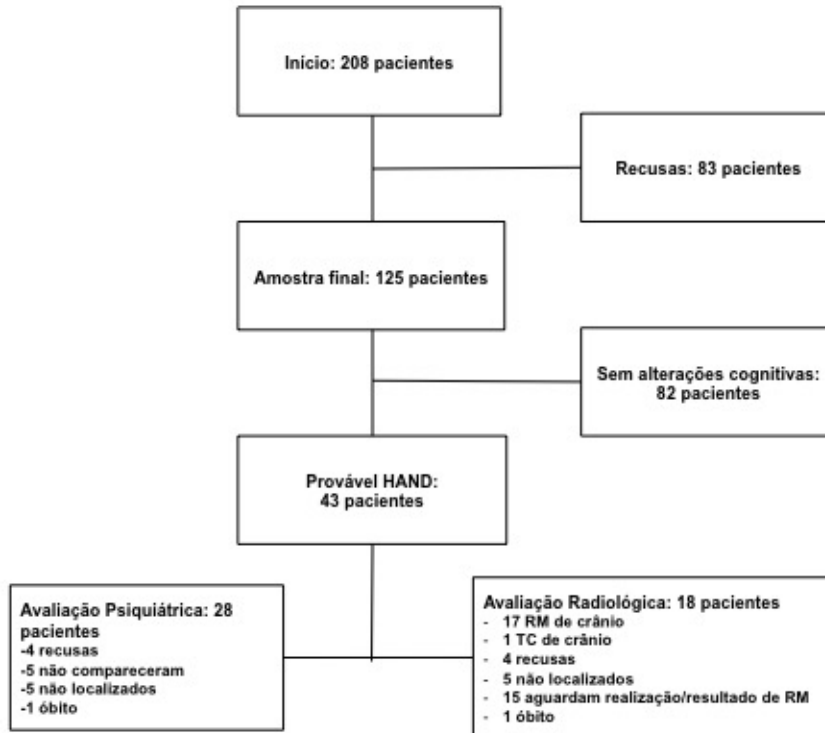 Início: 208 pacientes
Recusas: 83 pacientes
Amostra final: 125 pacientes
Sem alterações cognitivas:
82 pacientes
Provável HAND:
43 pacientes
Avaliação Psiquiátrica: 28
pacientes
-4 recusas
-5 não compareceram
-5 não localizados
-1 óbito
Avaliação Radiológica: 18 pacientes
- 17 RM de crânio
- 1 TC de crânio
- 4 recusas
- 5 não localizados
- 15 aguardam realização/resultado de RM
- 1 óbito